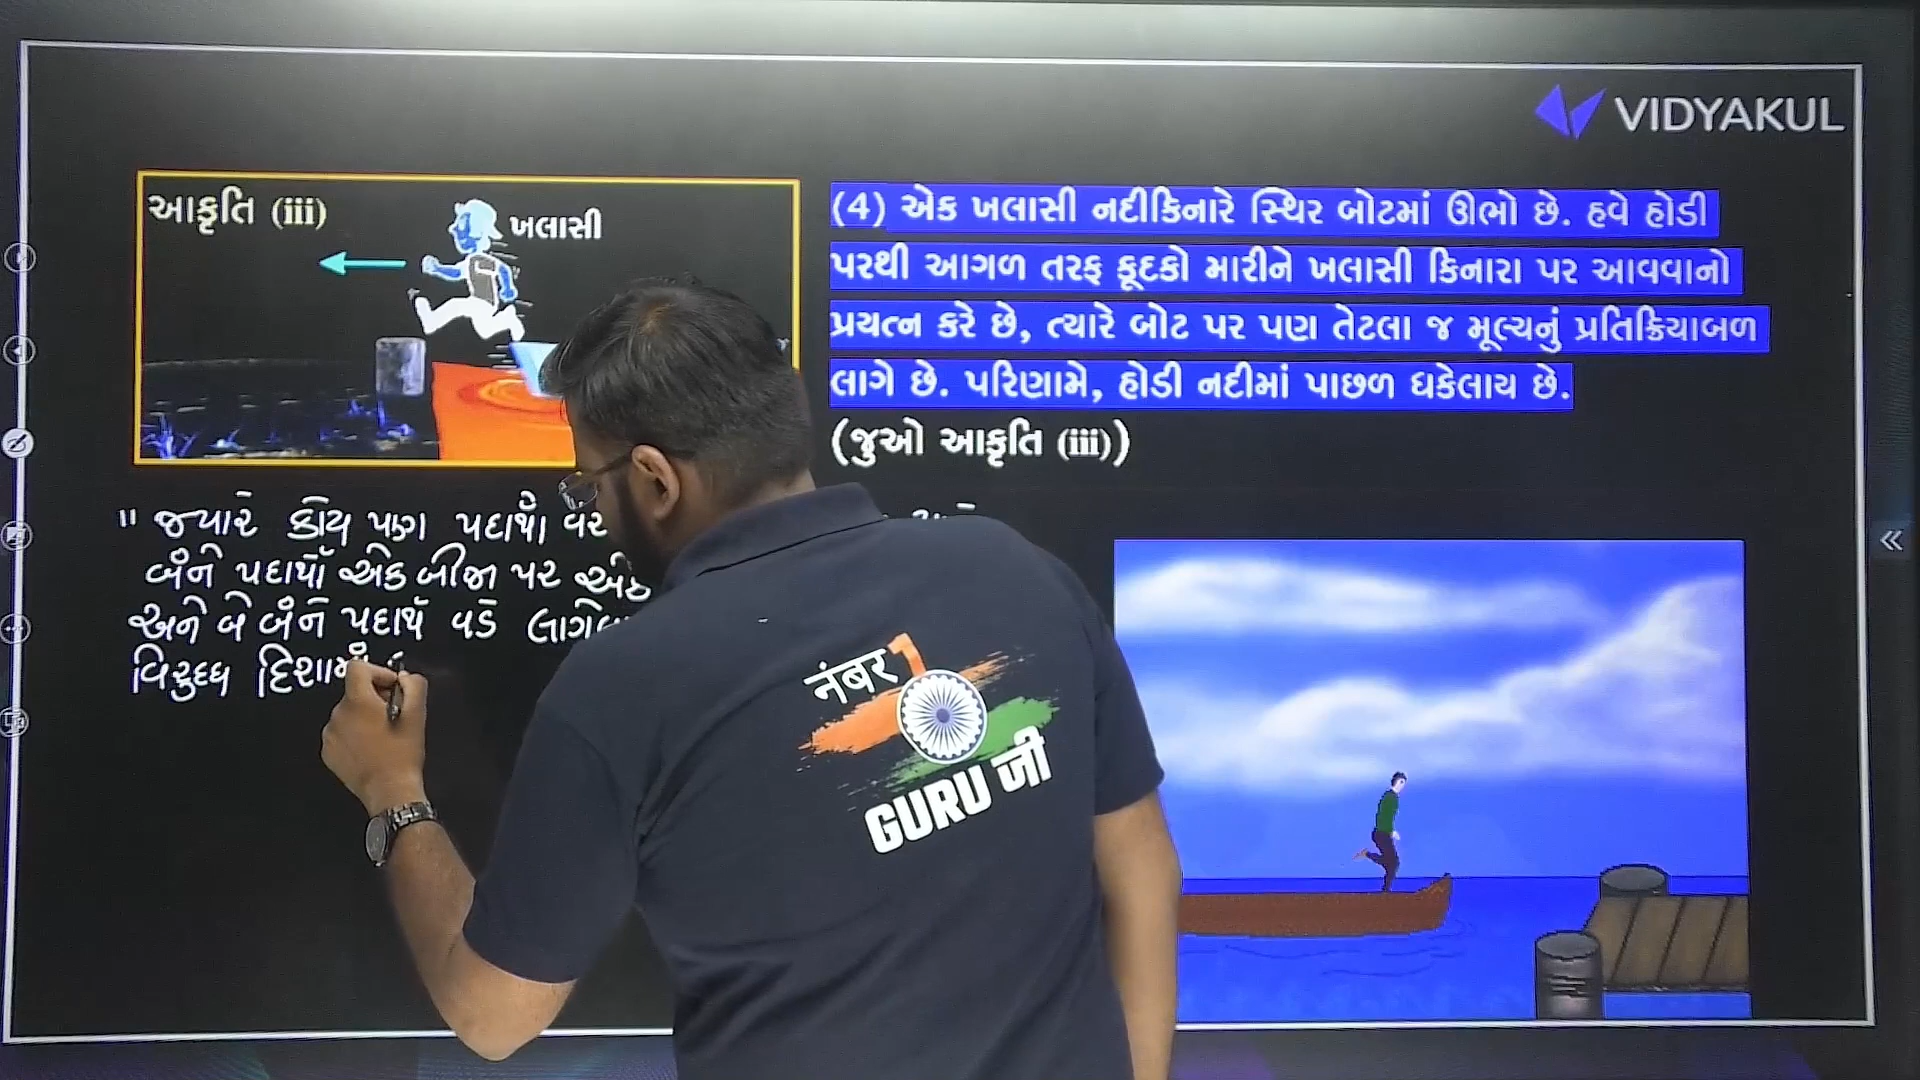 VIDYAKUL
આકૃતિ (iii)
ખલાસી
(4) એક ખલાસી નદીકિનારે સ્થિર બોટમાં ઊભો છે. હવે હોડી
પરથી આગળ તરફ કૂદકો મારીને ખલાસી કિનારા પર આવવાનો
પ્રયત્ન કરે છે, ત્યારે બોટ પર પણ તેટલા જ મૂલ્યનું પ્રતિક્રિયાબળ
લાગે છે. પરિણામે, હોડી નદીમાં પાછળ ધકેલાય છે.
(જુઓ આકૃતિ (iii))
" જ્યારે કોય પણ પદાર્થો
બંને પદાર્થો એક બીજા પર
અને બે બંને પદાર્થ વડે
વિરુદ્ધ
नंबर 1
GURU जी